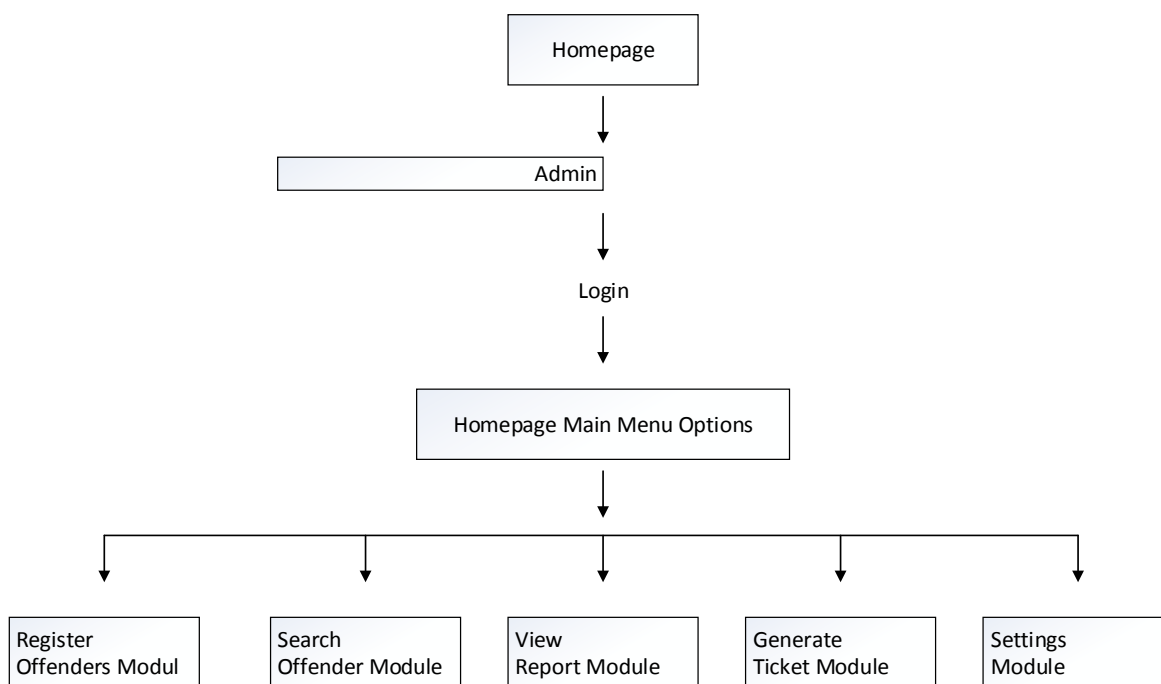 Homepage
Admin
Login
Homepage Main Menu Options
Register
Offenders Modul
Search
Offender Module
View
Report Module
Generate
Ticket Module
Settings
Module